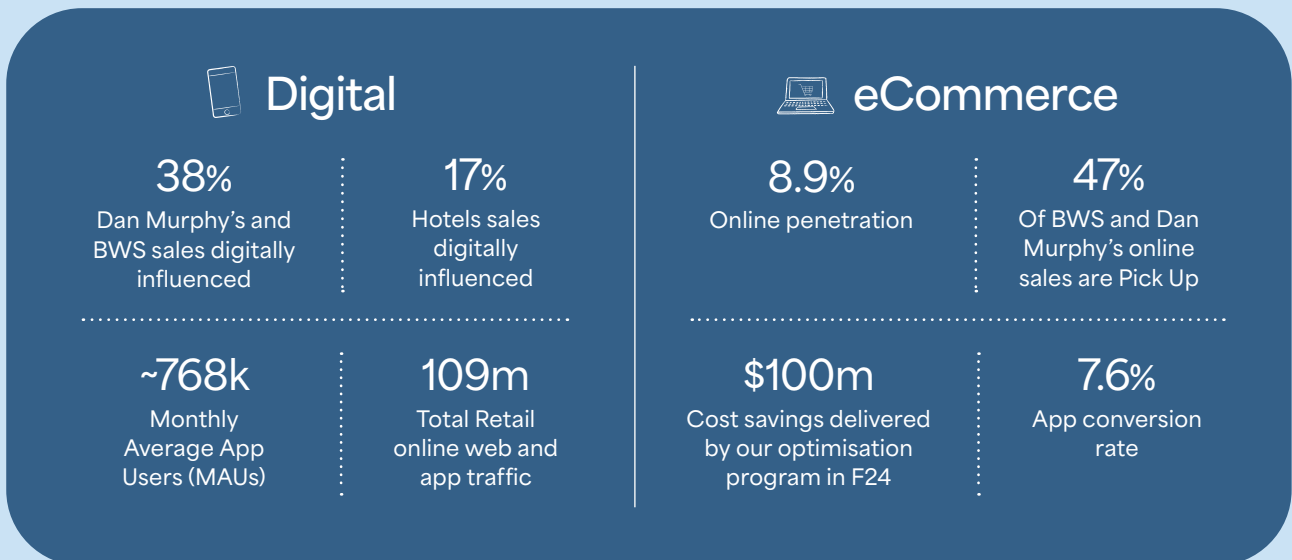 Digital
38%
Dan Murphy’s and
BWS sales digitally
influenced
17%
Hotels sales
digitally
influenced
~768k
Monthly
Average App
Users (MAUs)
109m
Total Retail
online web and
app traffic
eCommerce
8.9%
Online penetration
47%
Of BWS and Dan
Murphy’s online
sales are Pick Up
$100m
Cost savings delivered
by our optimisation
program in F24
7.6%
App conversion
rate